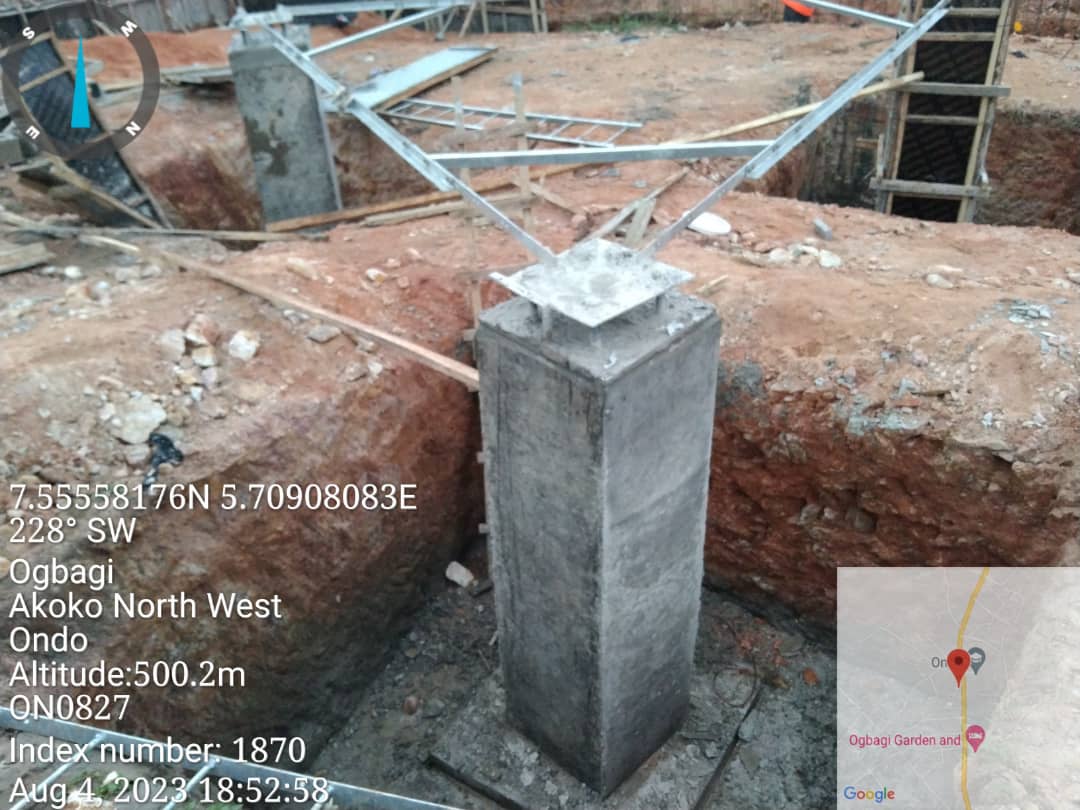 S
W
E
N
7.55558176N 5.70908083E
228° SW
Ogbagi
Akoko North West
Ondo
Altitude:500.2m
ON0827
Index number: 1870
Aug 4, 2023 18:52:58
On
Ogbagi Garden and
Google